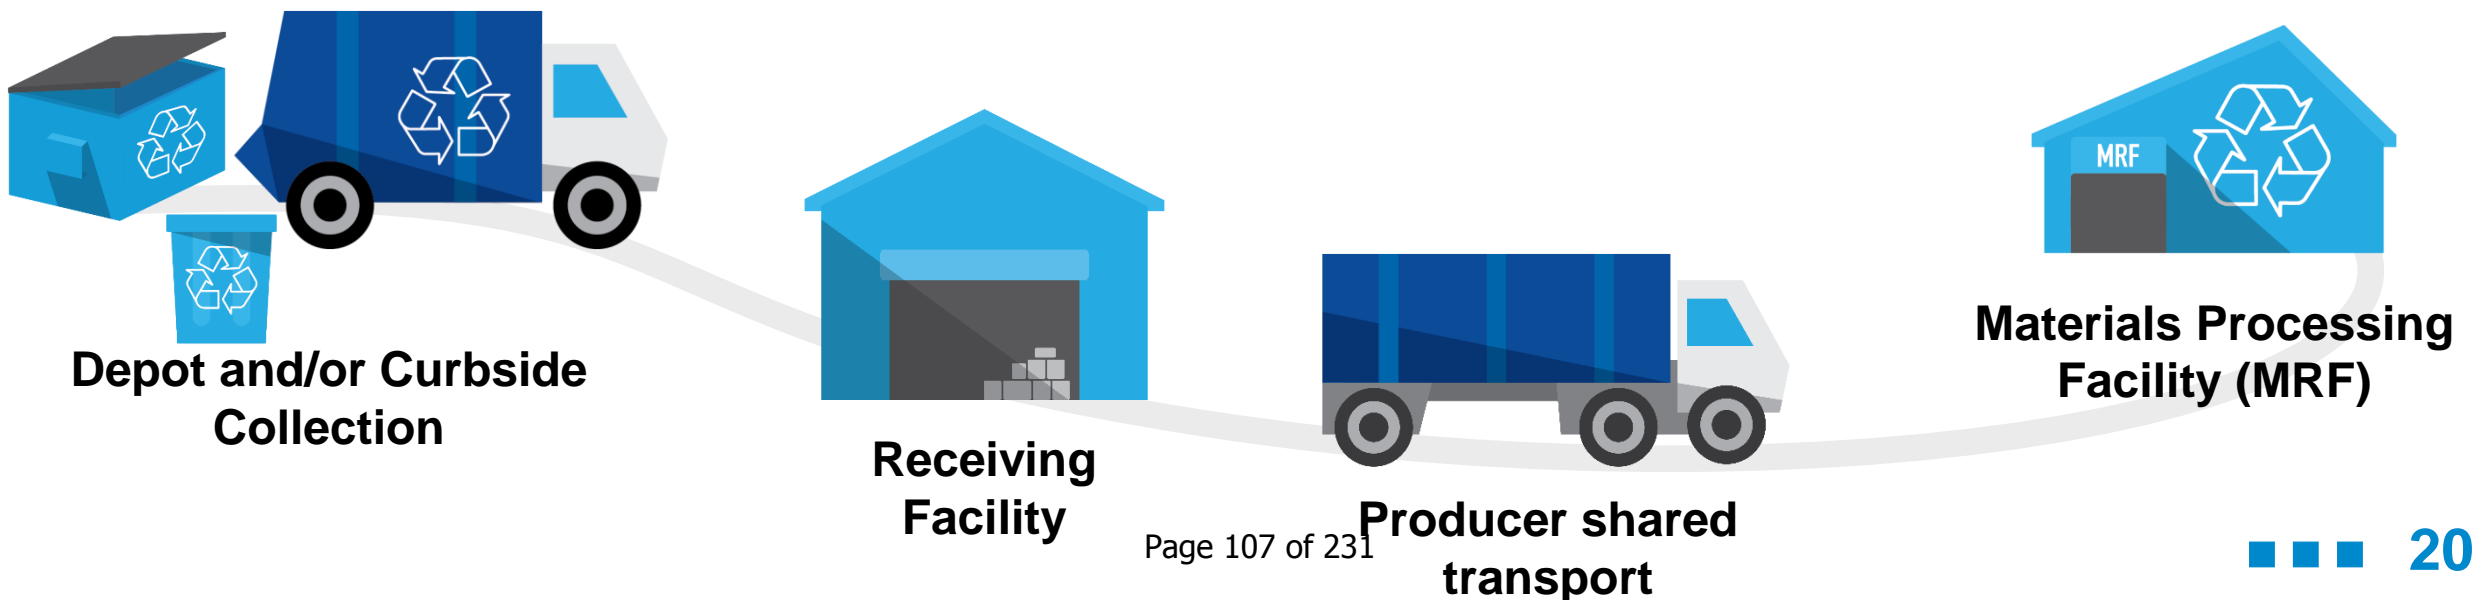 Depot and/or Curbside
Collection
Receiving
Facility
Producer shared
transport
MRF
Materials Processing
Facility (MRF)
Page 107 of 231
20